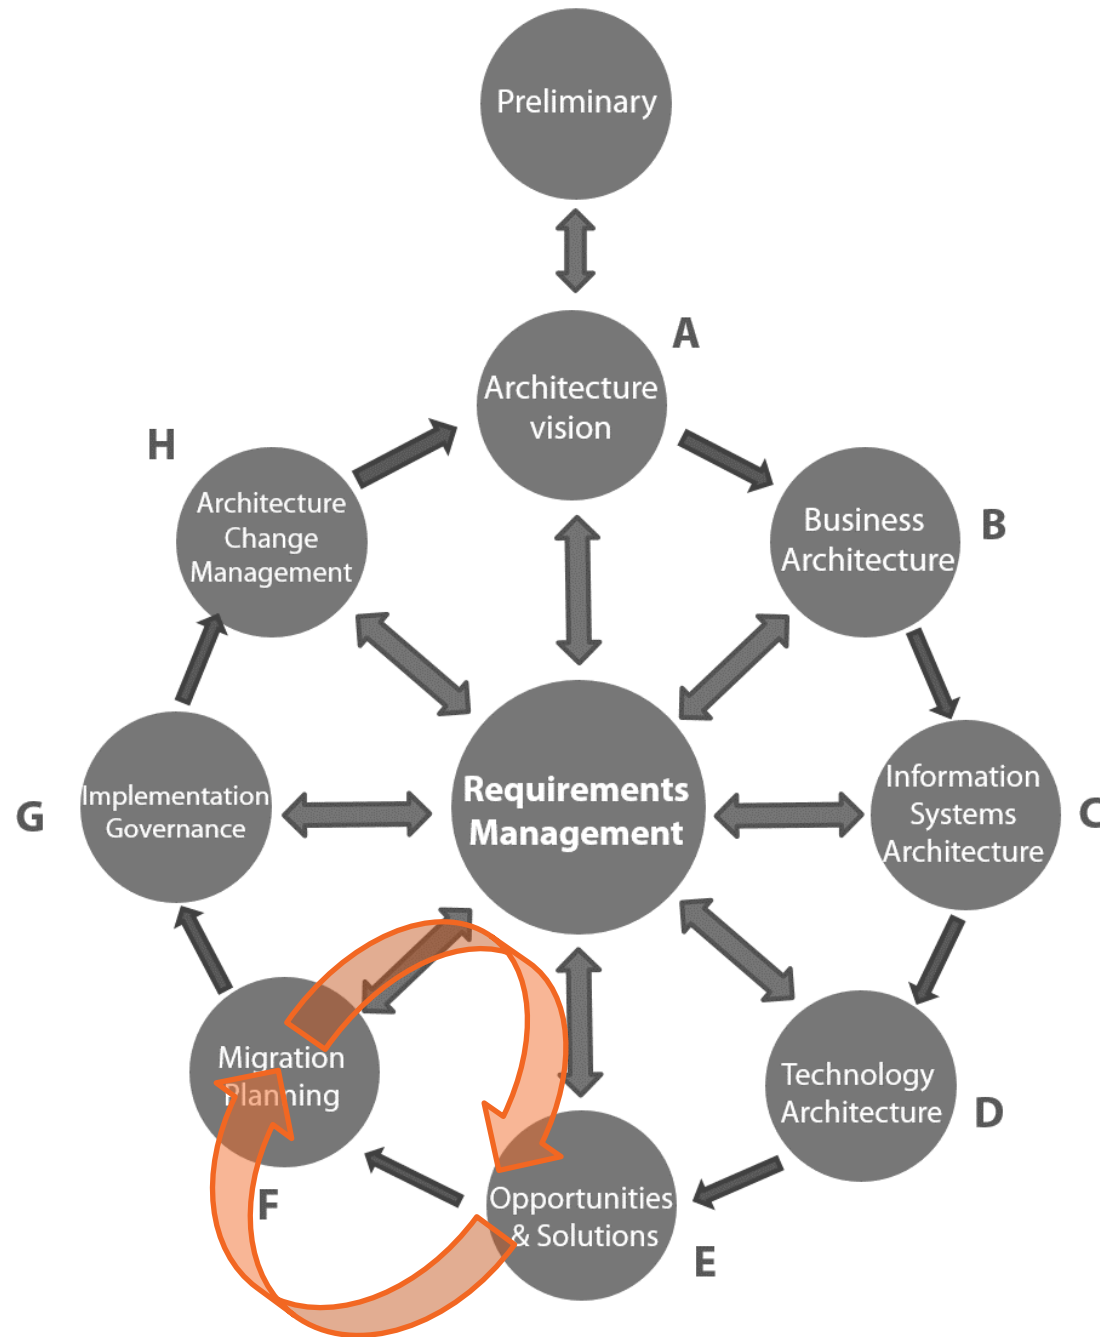 Preliminary
A
Architecture
vision
H
Architecture
Change
Management
Business
Architecture
B
Requirements
Management
Information
Systems
Architecture
C
Implementation
Governance
G
Technology
Architecture
D
Migration
Planning
F
Opportunities
& Solutions
E